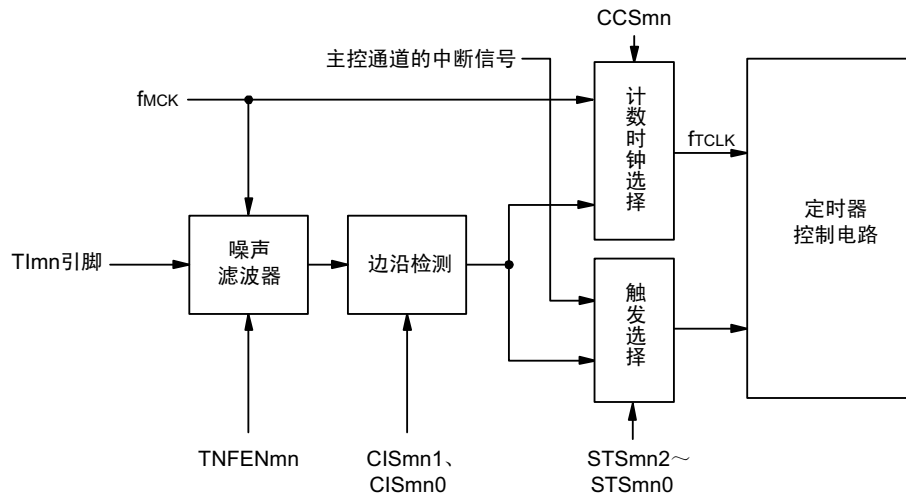 CCSmn
主控通道的中断信号
fMCK
计数时钟选择
fTCLK
定时器
控制电路
TImn引脚
噪声
滤波器
边沿检测
触发选择
TNFENmn
CISmn1、
CISmn0
STSmn2～
STSmn0